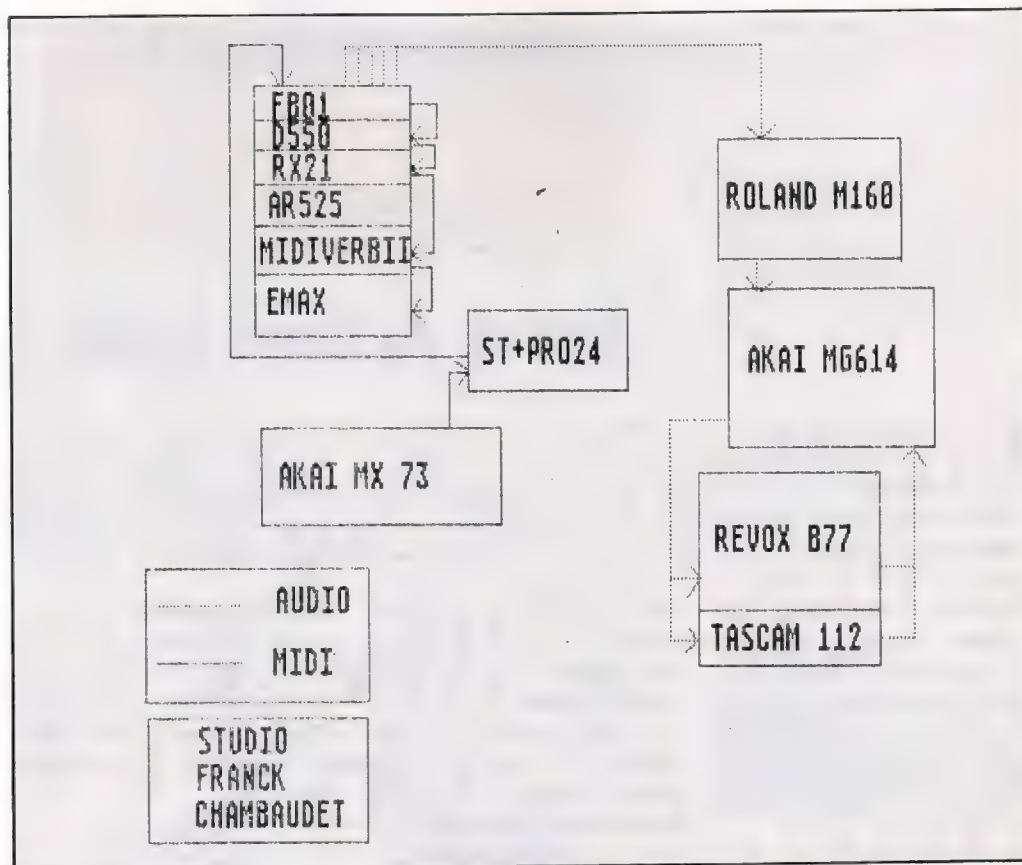 FB01
DS50
RX21
AR525
MIDIVERBII
EMAX
ROLAND M160
AKAI MG614
ST+PRO24
AKAI MX 73
REVOX B77
TASCAM 112
AUDIO
MIDI
STUDIO
FRANCK
CHAMBAUDET